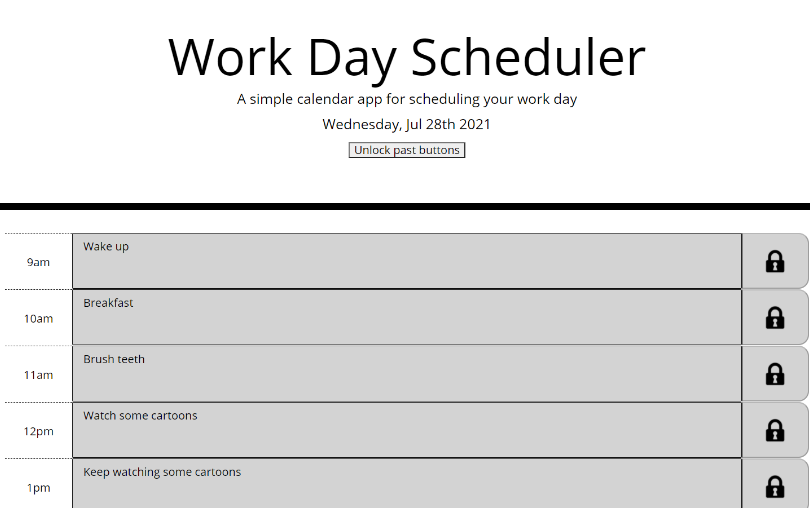 Work Day Scheduler
A simple calendar app for scheduling your work day
Wednesday, Jul 28th 2021
Unlock past buttons
9am Wake up
10am Breakfast
11am Brush teeth
12pm Watch some cartoons
1pm Keep watching some cartoons